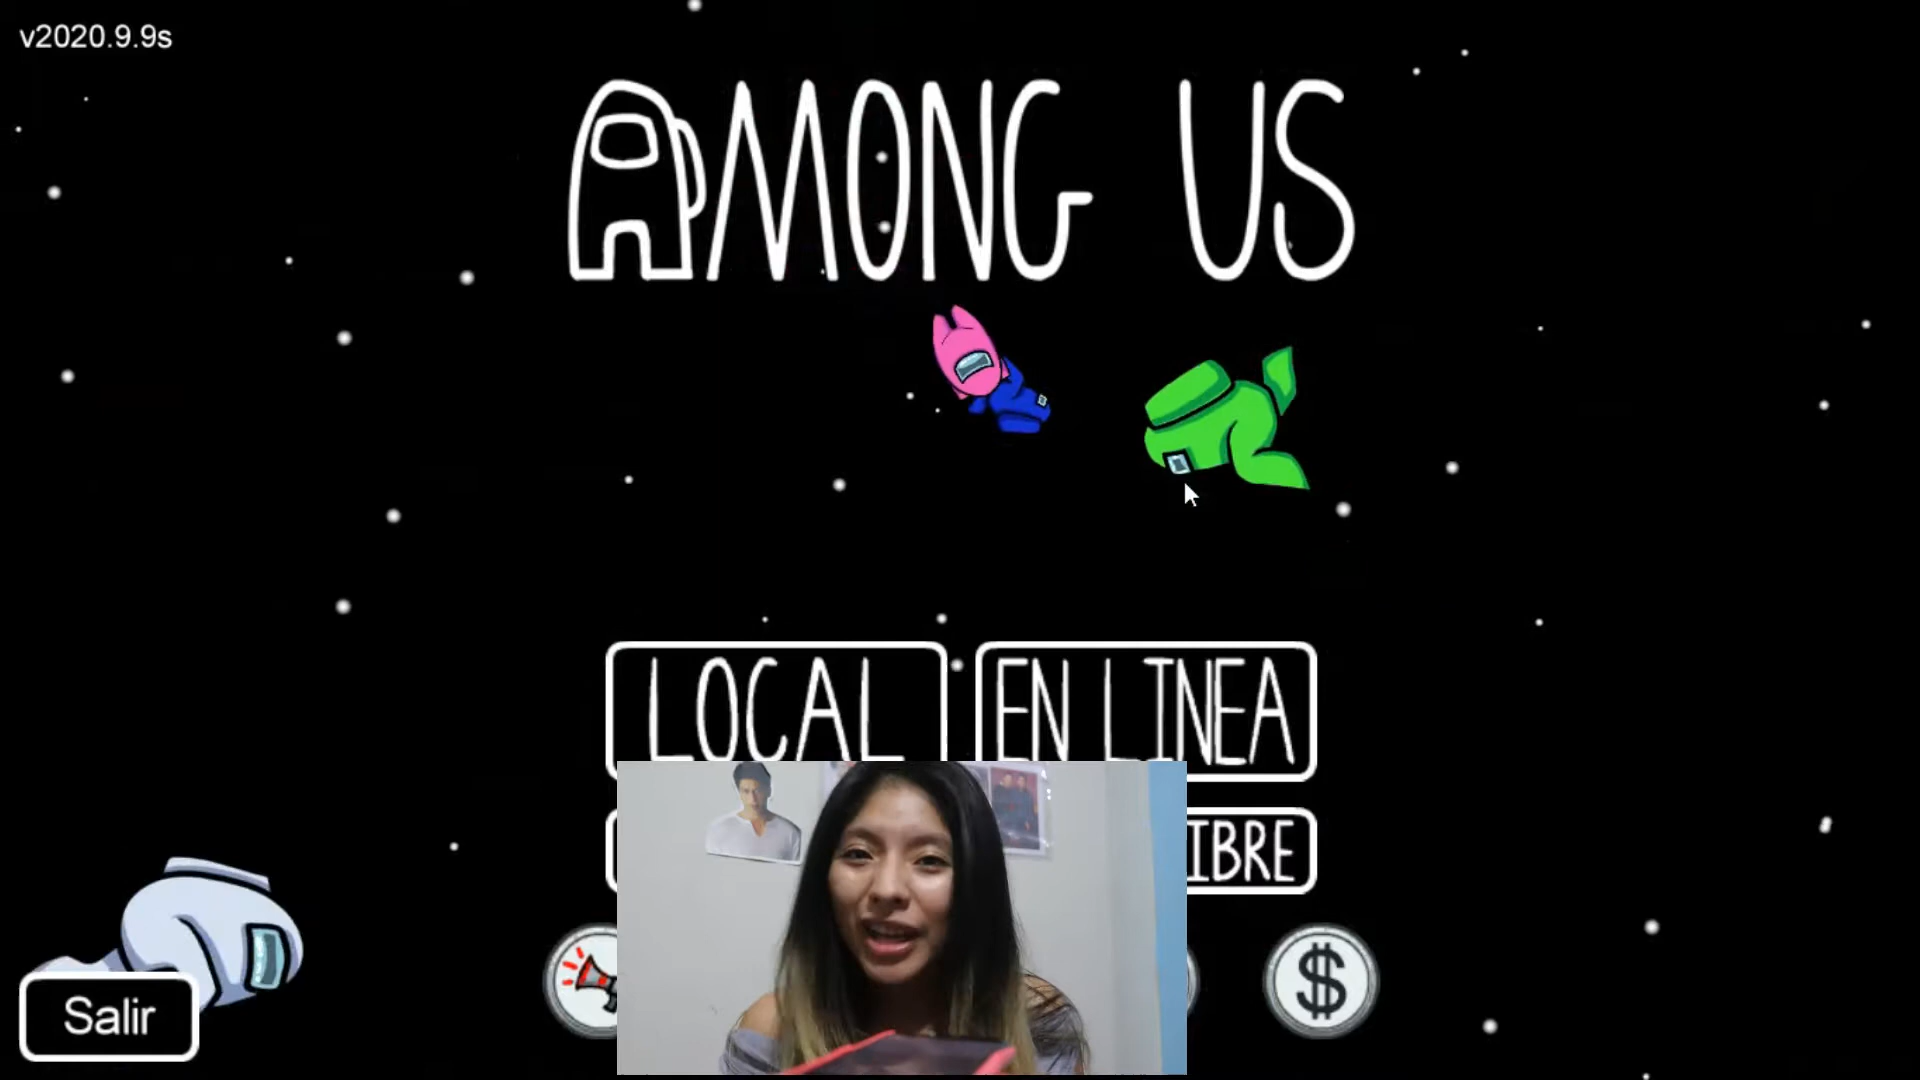 v2020.9.9s
AMONG US
LOCAL
EN LINEA
IBRE
Salir
$